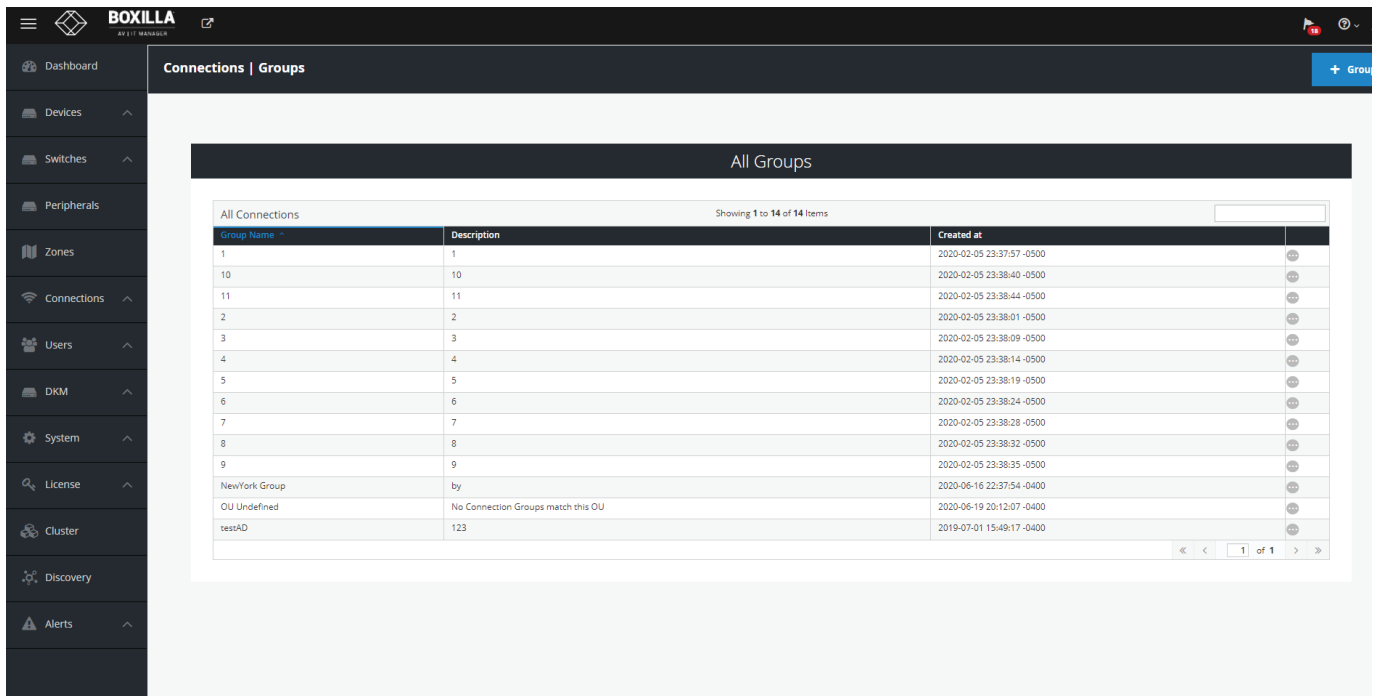 BOXILLA
AV | IT MANAGER
18
Dashboard
Devices
Switches
Peripherals
Zones
Connections
Users
DKM
System
License
Cluster
Discovery
Alerts
Connections | Groups
+ Grou
All Groups
All Connections Showing 1 to 14 of 14 Items
Group Name Description Created at
1 1 2020-02-05 23:37:57 -0500
10 10 2020-02-05 23:38:40 -0500
11 11 2020-02-05 23:38:44 -0500
2 2 2020-02-05 23:38:01 -0500
3 3 2020-02-05 23:38:09 -0500
4 4 2020-02-05 23:38:14 -0500
5 5 2020-02-05 23:38:19 -0500
6 6 2020-02-05 23:38:24 -0500
7 7 2020-02-05 23:38:28 -0500
8 8 2020-02-05 23:38:32 -0500
9 9 2020-02-05 23:38:35 -0500
NewYork Group by 2020-06-16 22:37:54 -0400
OU Undefined No Connection Groups match this OU 2020-06-19 20:12:07 -0400
testAD 123 2019-07-01 15:49:17 -0400
« < 1 of 1 > »